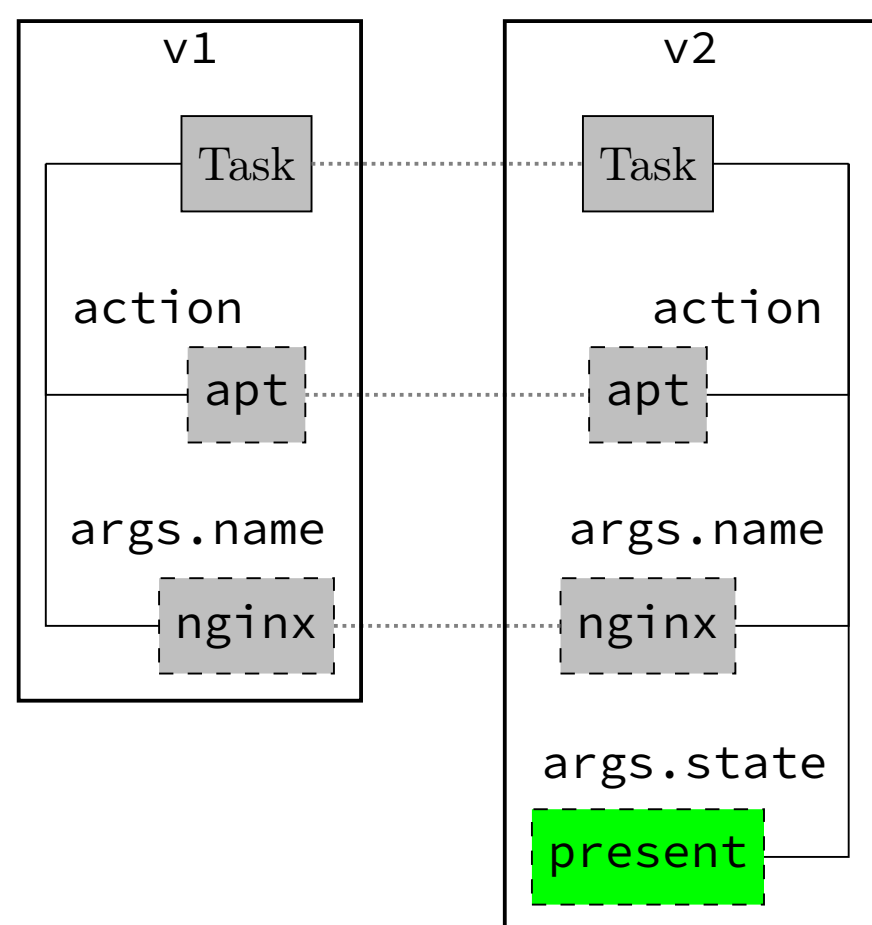 v1
v2
Task
Task
action
action
apt
apt
args.name
args.name
nginx
nginx
args.state
present